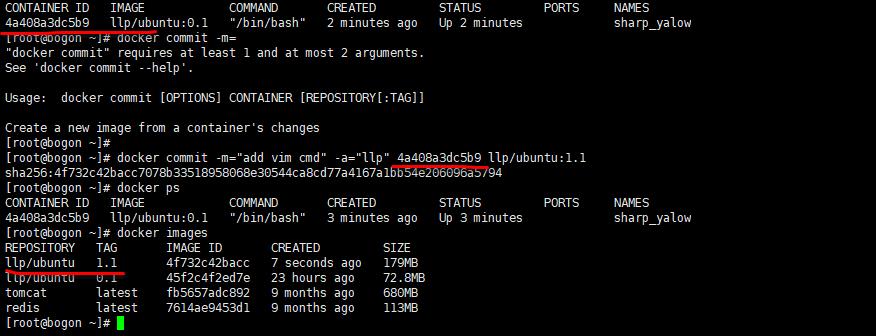 CONTAINER ID   IMAGE            COMMAND       CREATED         STATUS         PORTS     NAMES
4a408a3dc5b9   llp/ubuntu:0.1   "/bin/bash"   2 minutes ago   Up 2 minutes             sharp_yalow
[root@bogon ~]# docker commit -m=
"docker commit" requires at least 1 and at most 2 arguments.
See 'docker commit --help'.

Usage:  docker commit [OPTIONS] CONTAINER [REPOSITORY[:TAG]]

Create a new image from a container's changes
[root@bogon ~]#
[root@bogon ~]# docker commit -m="add vim cmd" -a="llp" 4a408a3dc5b9 llp/ubuntu:1.1
sha256:4f732c42bacc7078b33518958068e30544ca8cd77a4167a1bb54e206096a5794
[root@bogon ~]# docker ps
CONTAINER ID   IMAGE            COMMAND       CREATED         STATUS         PORTS     NAMES
4a408a3dc5b9   llp/ubuntu:0.1   "/bin/bash"   3 minutes ago   Up 3 minutes             sharp_yalow
[root@bogon ~]# docker images
REPOSITORY   TAG       IMAGE ID       CREATED         SIZE
llp/ubuntu   1.1       4f732c42bacc   7 seconds ago   179MB
llp/ubuntu   0.1       45f2c4f2ed7e   23 hours ago    72.8MB
tomcat       latest    fb5657adc892   9 months ago    680MB
redis        latest    7614ae9453d1   9 months ago    113MB
[root@bogon ~]#